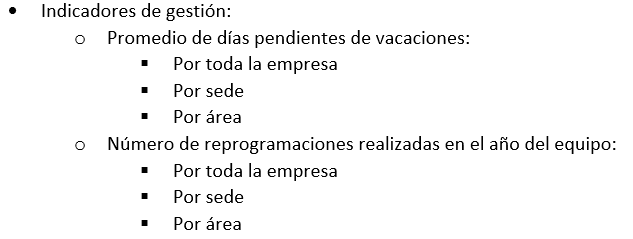 • Indicadores de gestión:
o Promedio de días pendientes de vacaciones:
▪ Por toda la empresa
▪ Por sede
▪ Por área
o Número de reprogramaciones realizadas en el año del equipo:
▪ Por toda la empresa
▪ Por sede
▪ Por área